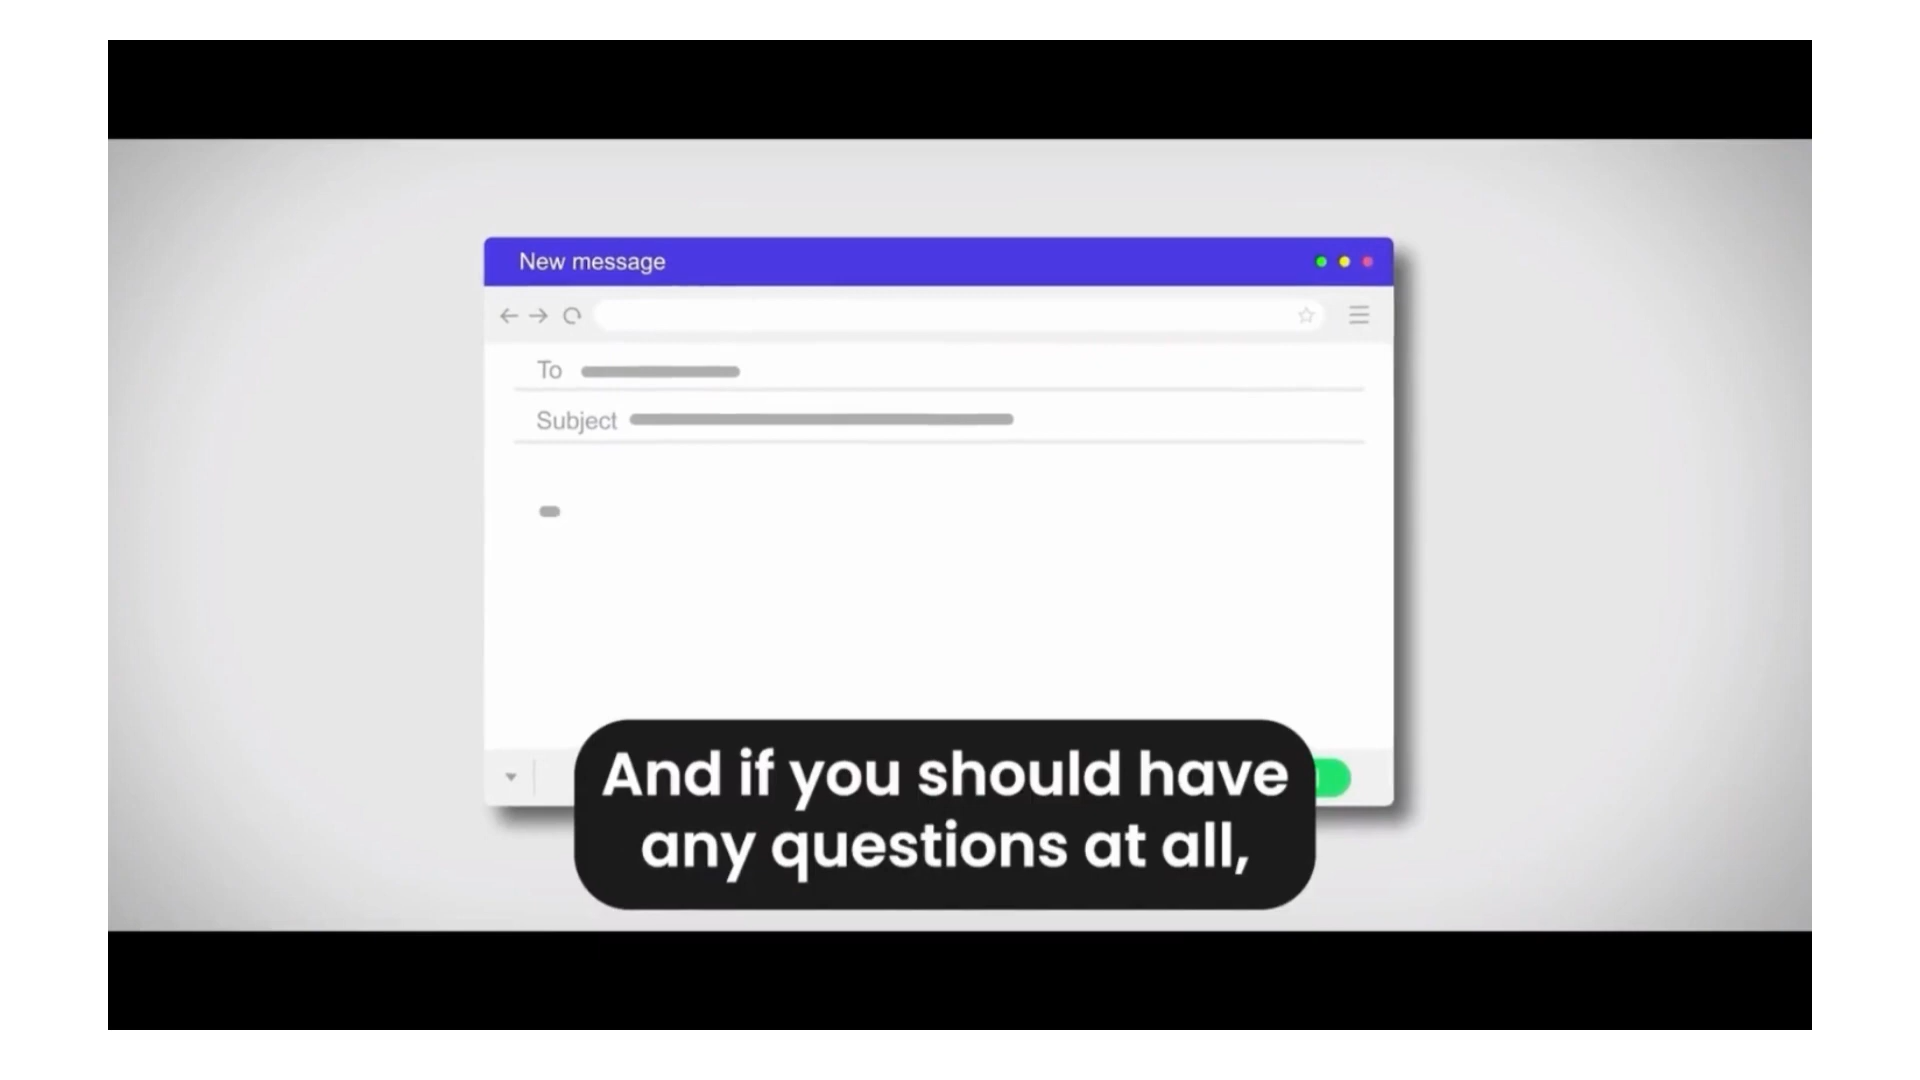 New message
To
Subject
And if you should have
any questions at all,